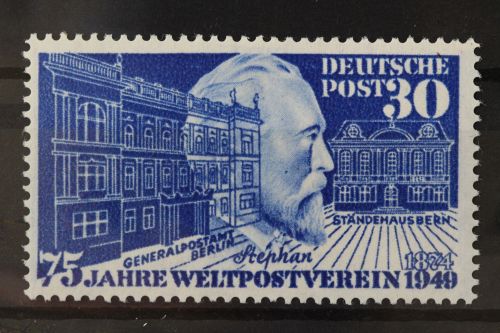 DEUTSCHE
POST 30
STÄNDEHAUS BERN
GENERALPOSTAMT
BERLIN
Stephan
1874
75 JAHRE WELTPOSTVEREIN 1949